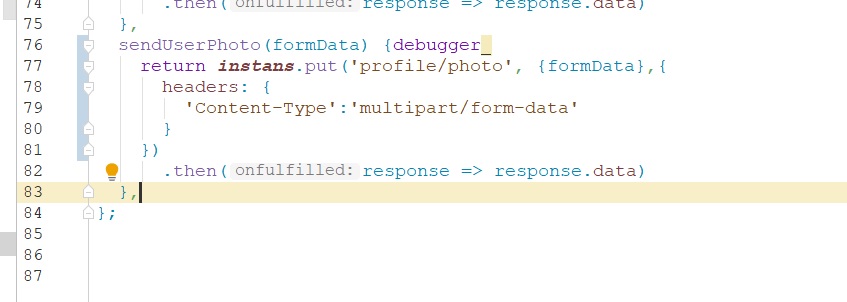 74 .then( onfulfilled: response => response.data)
75 },
76 sendUserPhoto(formData) {debugger
77 return instans.put('profile/photo', {formData},{
78 headers: {
79 'Content-Type':'multipart/form-data'
80 }
81 })
82 .then( onfulfilled: response => response.data)
83 },
84 };
85
86
87